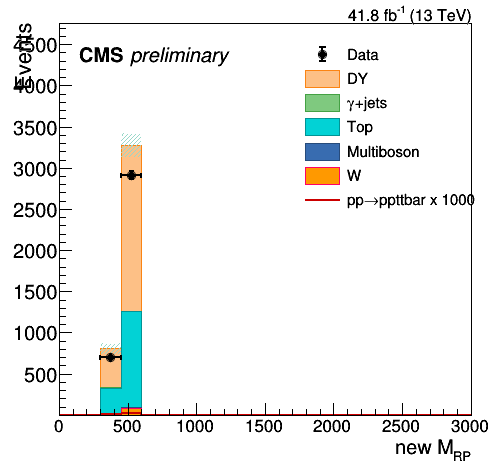 41.8 fb⁻¹ (13 TeV)
Events
CMS preliminary
Data
DY
γ+jets
Top
Multiboson
W
pp→ppttbar x 1000
4500
4000
3500
3000
2500
2000
1500
1000
500
0 500 1000 1500 2000 2500 3000
new M_RP